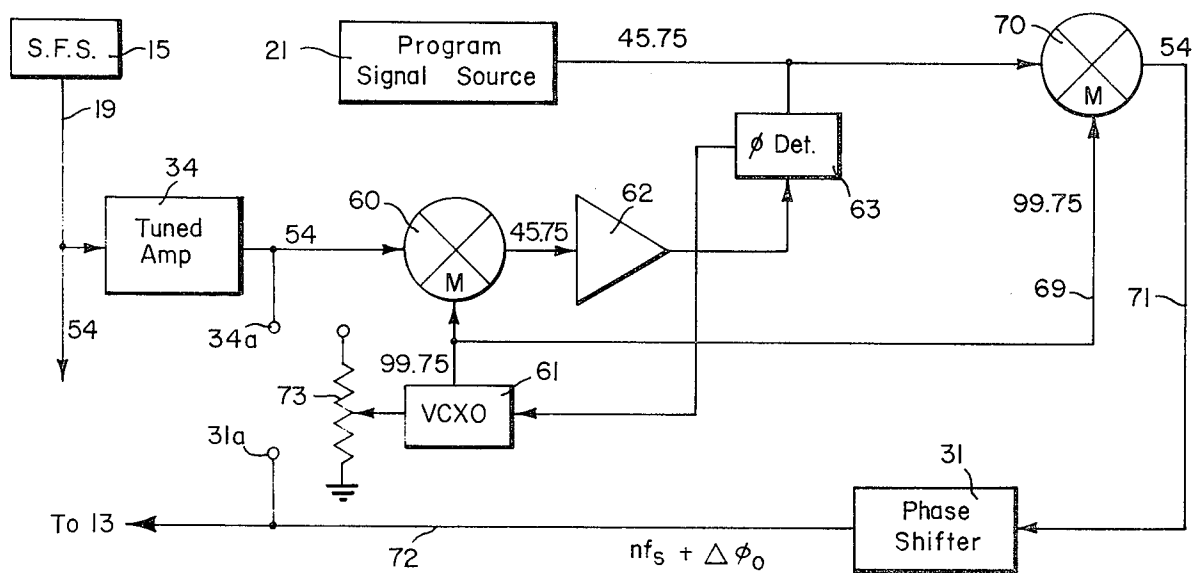 S.F.S.
15
19
21
Program
Signal Source
45.75
70
M
54
34
Tuned
Amp
54
34a
54
60
M
45.75
62
φ Det.
63
99.75
69
71
99.75
61
VCXO
73
31a
31
Phase
Shifter
To 13
72
nfs + Δ φo